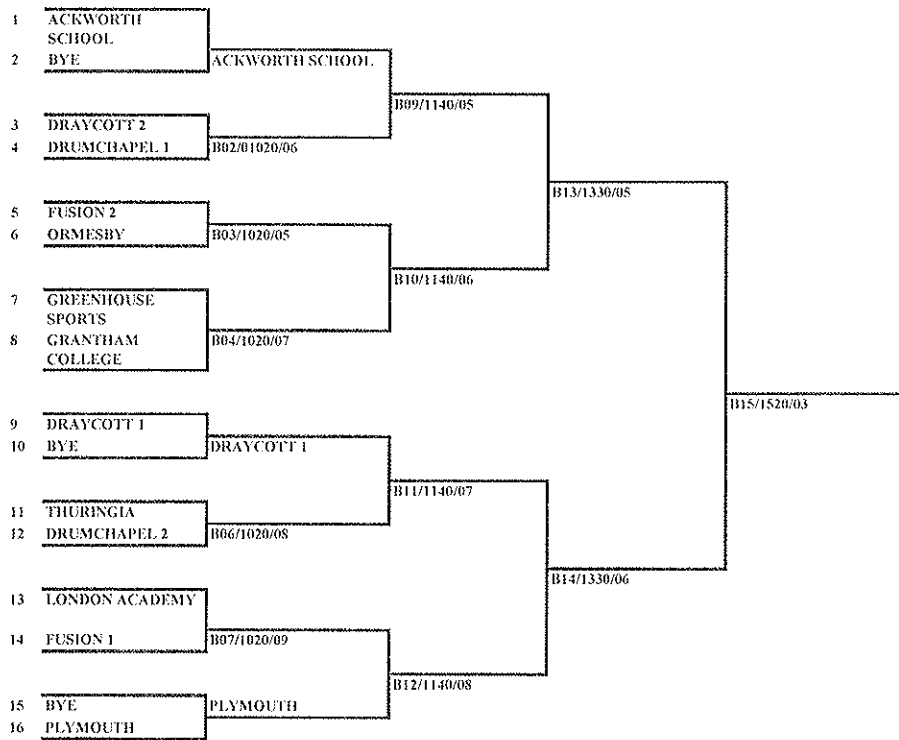 1 ACKWORTH
SCHOOL
2 BYE
ACKWORTH SCHOOL
B09/1140/05
3 DRAYCOTT 2
4 DRUMCHAPEL 1
B02/01020/06
B13/1330/05
5 FUSION 2
6 ORMESBY
B03/1020/05
B10/1140/06
7 GREENHOUSE
SPORTS
8 GRANTHAM
COLLEGE
B04/1020/07
B15/1520/03
9 DRAYCOTT 1
10 BYE
DRAYCOTT 1
B11/1140/07
11 THURINGIA
12 DRUMCHAPEL 2
B06/1020/08
B14/1330/06
13 LONDON ACADEMY
14 FUSION 1
B07/1020/09
B12/1140/08
15 BYE
PLYMOUTH
16 PLYMOUTH